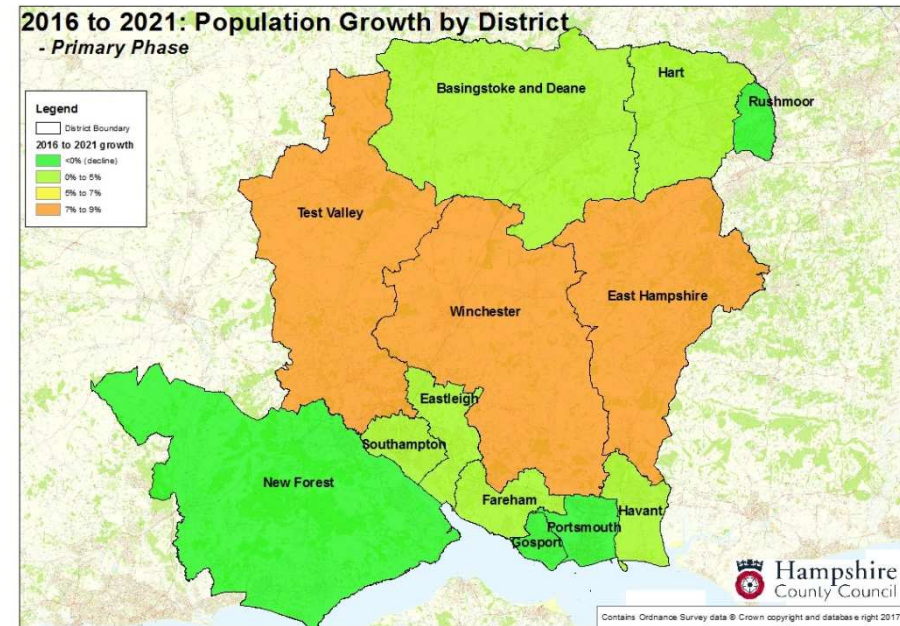 2016 to 2021: Population Growth by District
- Primary Phase
Legend
District Boundary
2016 to 2021 growth
<0% (decline)
0% to 5%
5% to 7%
7% to 9%
Basingstoke and Deane
Hart
Rushmoor
Test Valley
Winchester
East Hampshire
Eastleigh
Southampton
New Forest
Fareham
Havant
Portsmouth
Gosport
Hampshire
County Council
Contains Ordnance Survey data © Crown copyright and database right 2017